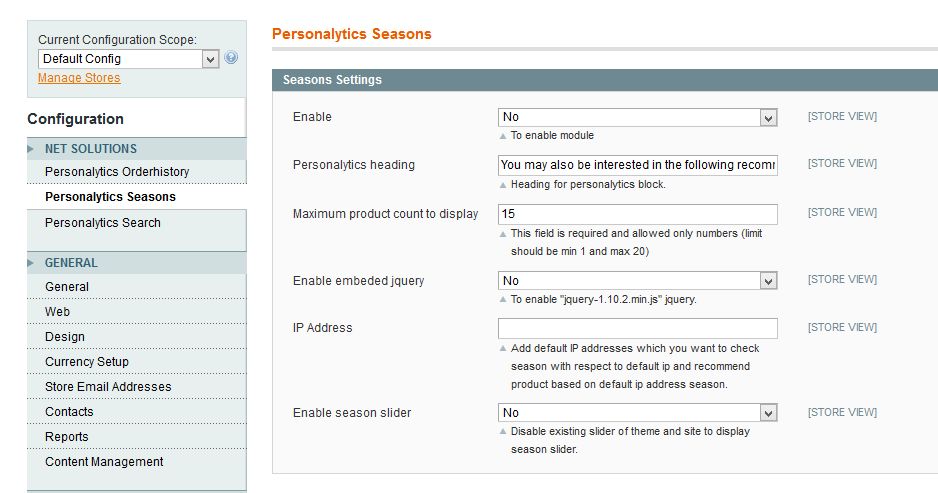 Current Configuration Scope:
Default Config
Manage Stores
Configuration
NET SOLUTIONS
Personalytics Orderhistory
Personalytics Seasons
Personalytics Search
GENERAL
General
Web
Design
Currency Setup
Store Email Addresses
Contacts
Reports
Content Management
Personalytics Seasons
Seasons Settings
Enable No [STORE VIEW]
To enable module
Personalytics heading You may also be interested in the following recomm [STORE VIEW]
Heading for personalytics block.
Maximum product count to display 15 [STORE VIEW]
This field is required and allowed only numbers (limit
should be min 1 and max 20)
Enable embeded jquery No [STORE VIEW]
To enable "jquery-1.10.2.min.js" jquery.
IP Address [STORE VIEW]
Add default IP addresses which you want to check
season with respect to default ip and recommend
product based on default ip address season.
Enable season slider No [STORE VIEW]
Disable existing slider of theme and site to display
season slider.